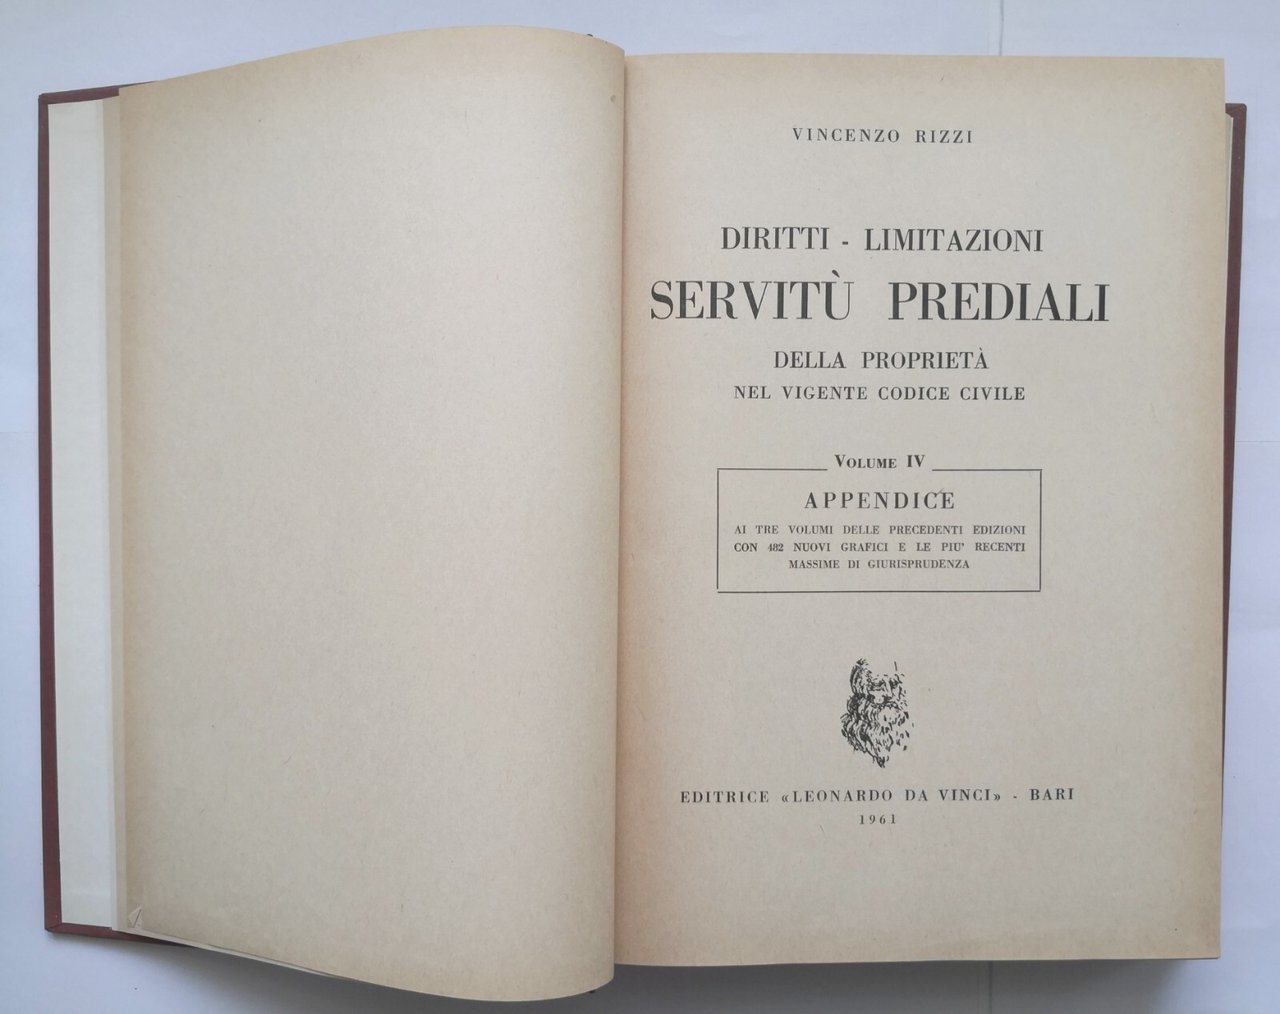 VINCENZO RIZZI
DIRITTI - LIMITAZIONI
SERVITÙ PREDIALI
DELLA PROPRIETÀ
NEL VIGENTE CODICE CIVILE
VOLUME IV
APPENDICE
AI TRE VOLUMI DELLE PRECEDENTI EDIZIONI
CON 482 NUOVI GRAFICI E LE PIU' RECENTI
MASSIME DI GIURISPRUDENZA
EDITRICE «LEONARDO DA VINCI» - BARI
1961